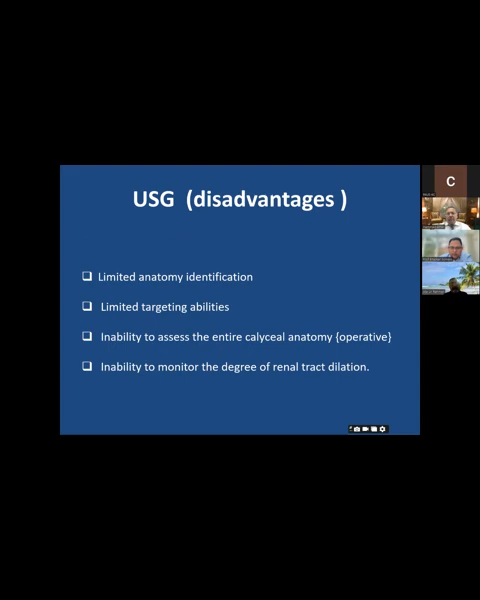 USG (disadvantages )
Limited anatomy identification
Limited targeting abilities
Inability to assess the entire calyceal anatomy {operative}
Inability to monitor the degree of renal tract dilation.
C